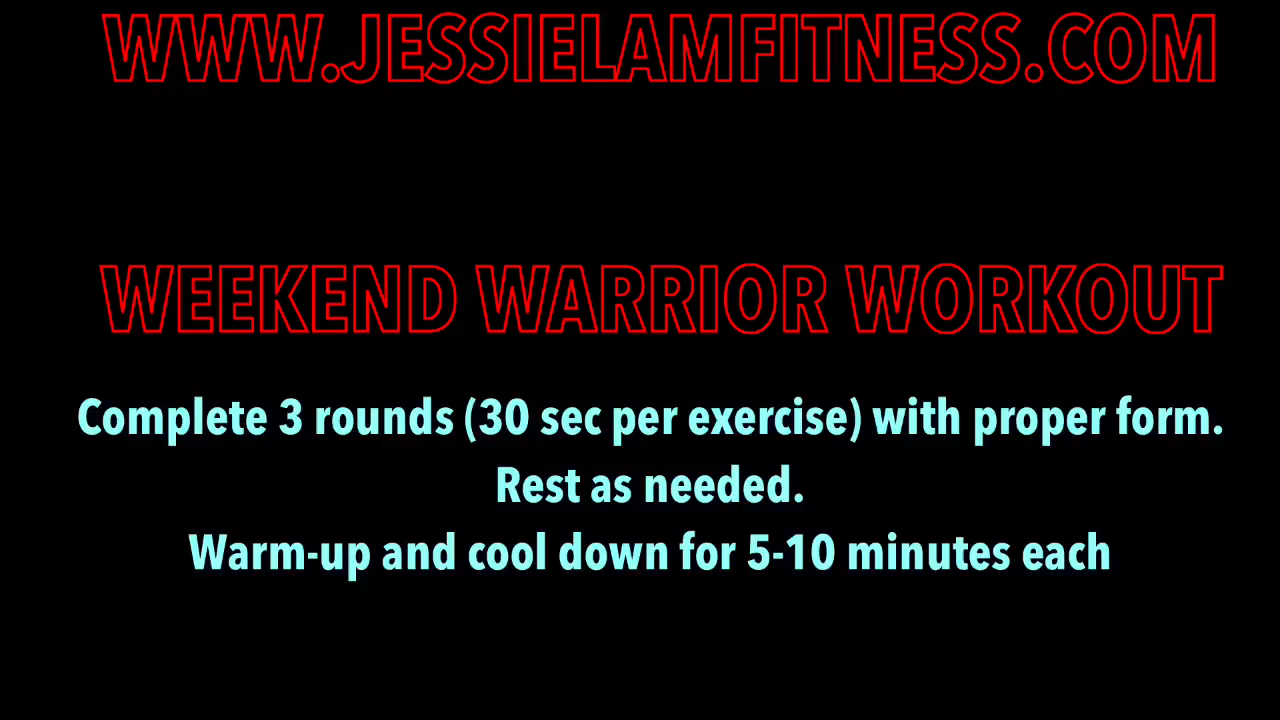 WWW.JESSIELAMFITNESS.COM
WEEKEND WARRIOR WORKOUT
Complete 3 rounds (30 sec per exercise) with proper form.
Rest as needed.
Warm-up and cool down for 5-10 minutes each